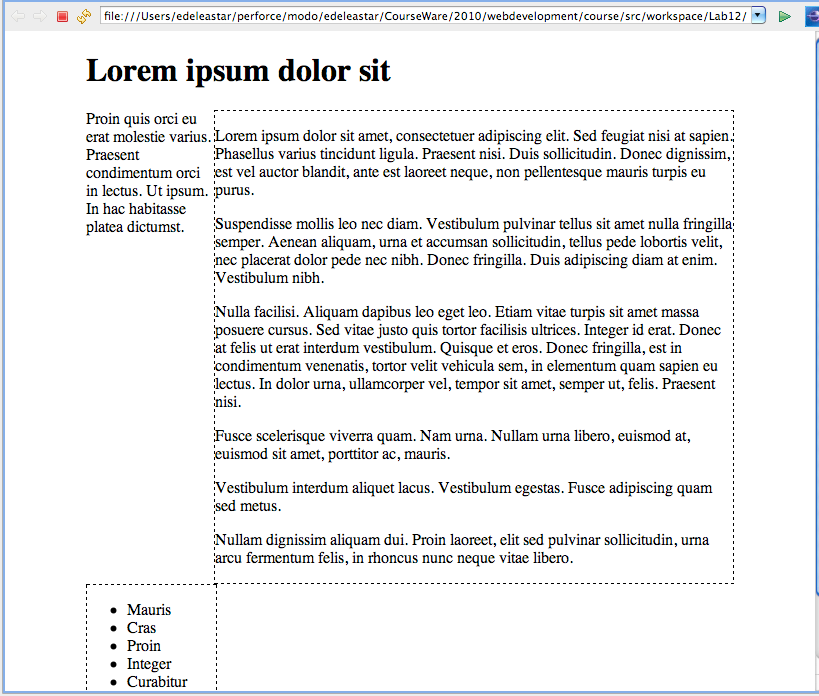 file:///Users/edeleastar/perforce/modo/edeleastar/CourseWare/2010/webdevelopment/course/src/workspace/Lab12/
Lorem ipsum dolor sit
Proin quis orci eu
erat molestie varius.
Praesent
condimentum orci
in lectus. Ut ipsum.
In hac habitasse
platea dictumst.
Lorem ipsum dolor sit amet, consectetuer adipiscing elit. Sed feugiat nisi at sapien.
Phasellus varius tincidunt ligula. Praesent nisi. Duis sollicitudin. Donec dignissim,
est vel auctor blandit, ante est laoreet neque, non pellentesque mauris turpis eu
purus.
Suspendisse mollis leo nec diam. Vestibulum pulvinar tellus sit amet nulla fringilla
semper. Aenean aliquam, urna et accumsan sollicitudin, tellus pede lobortis velit,
nec placerat dolor pede nec nibh. Donec fringilla. Duis adipiscing diam at enim.
Vestibulum nibh.
Nulla facilisi. Aliquam dapibus leo eget leo. Etiam vitae turpis sit amet massa
posuere cursus. Sed vitae justo quis tortor facilisis ultrices. Integer id erat. Donec
at felis ut erat interdum vestibulum. Quisque et eros. Donec fringilla, est in
condimentum venenatis, tortor velit vehicula sem, in elementum quam sapien eu
lectus. In dolor urna, ullamcorper vel, tempor sit amet, semper ut, felis. Praesent
nisi.
Fusce scelerisque viverra quam. Nam urna. Nullam urna libero, euismod at,
euismod sit amet, porttitor ac, mauris.
Vestibulum interdum aliquet lacus. Vestibulum egestas. Fusce adipiscing quam
sed metus.
Nullam dignissim aliquam dui. Proin laoreet, elit sed pulvinar sollicitudin, urna
arcu fermentum felis, in rhoncus nunc neque vitae libero.
• Mauris
• Cras
• Proin
• Integer
• Curabitur